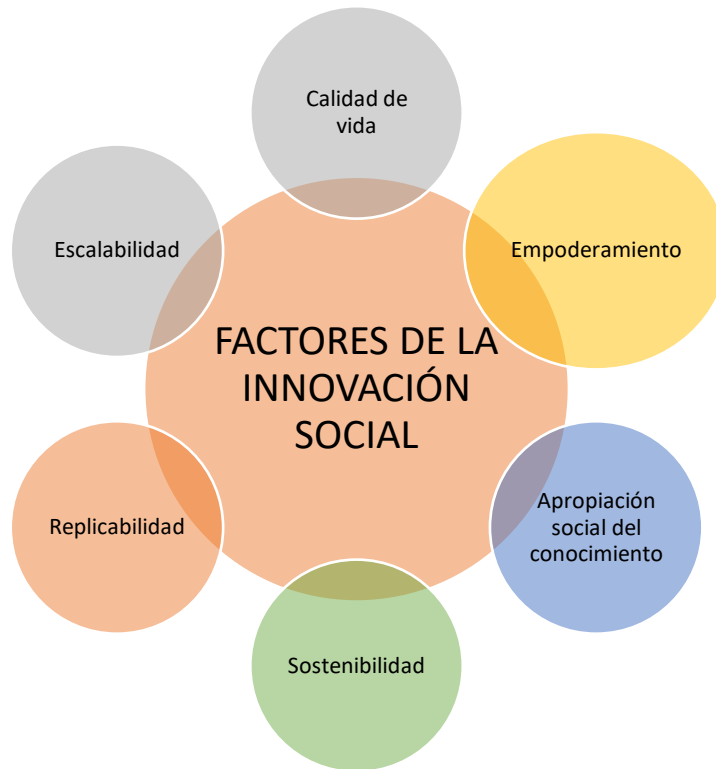 Calidad de
vida
Empoderamiento
Apropiación
social del
conocimiento
Sostenibilidad
Replicabilidad
Escalabilidad
FACTORES DE LA
INNOVACIÓN
SOCIAL